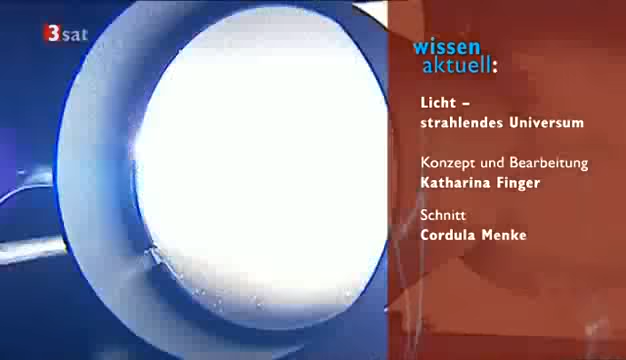 3sat
wissen
aktuell:
Licht –
strahlendes Universum
Konzept und Bearbeitung
Katharina Finger
Schnitt
Cordula Menke